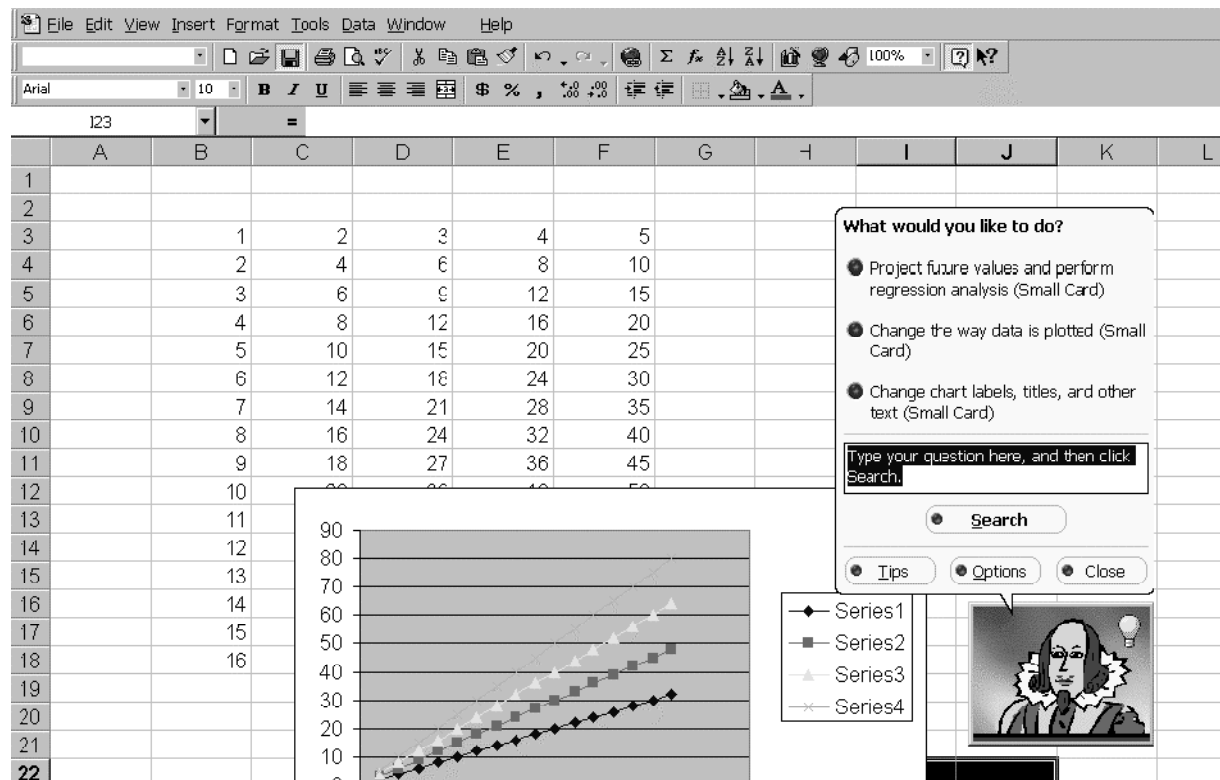 File Edit View Insert Format Tools Data Window Help
100%
Arial 10 B I U $ % ,
J23 =
A B C D E F G H I J K L
1
2
3 1 2 3 4 5
4 2 4 6 8 10
5 3 6 9 12 15
6 4 8 12 16 20
7 5 10 15 20 25
8 6 12 18 24 30
9 7 14 21 28 35
10 8 16 24 32 40
11 9 18 27 36 45
12 10
13 11
14 12
15 13
16 14
17 15
18 16
19
20
21
22
What would you like to do?
Project future values and perform
regression analysis (Small Card)
Change the way data is plotted (Small
Card)
Change chart labels, titles, and other
text (Small Card)
Type your question here, and then click
Search.
Search
Tips Options Close
90
80
70
60
50
40
30
20
10
Series1
Series2
Series3
Series4